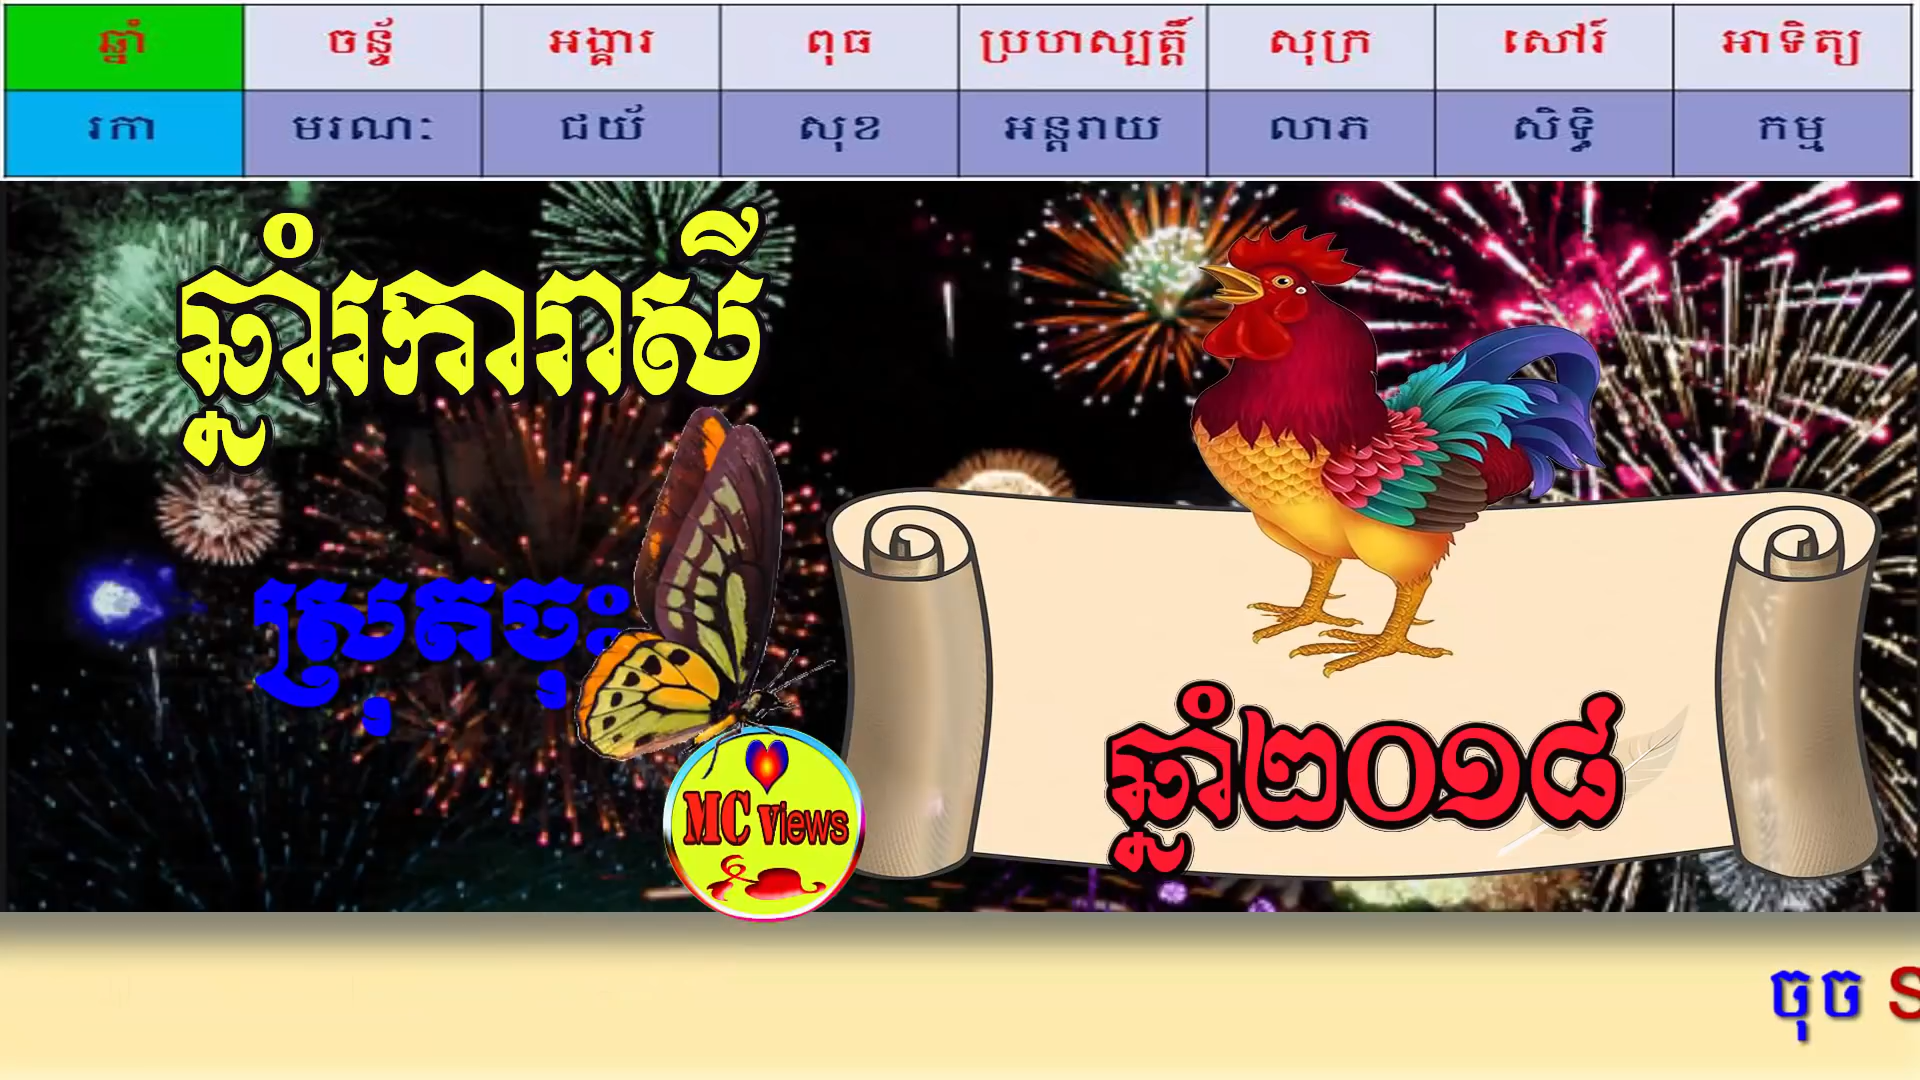 ឆ្នាំ ចន្ទ័ អង្គារ ពុធ ប្រហស្បត្តិ៍ សុក្រ សៅរ៍ អាទិត្យ
រកា មរណៈ ជយ័ សុខ អន្តរាយ លាភ សិទ្ធិ កម្ម
ឆ្នាំរការាសី
ស្រុតចុះ
MC Views
ឆ្នាំ២០១៨
ចុច S